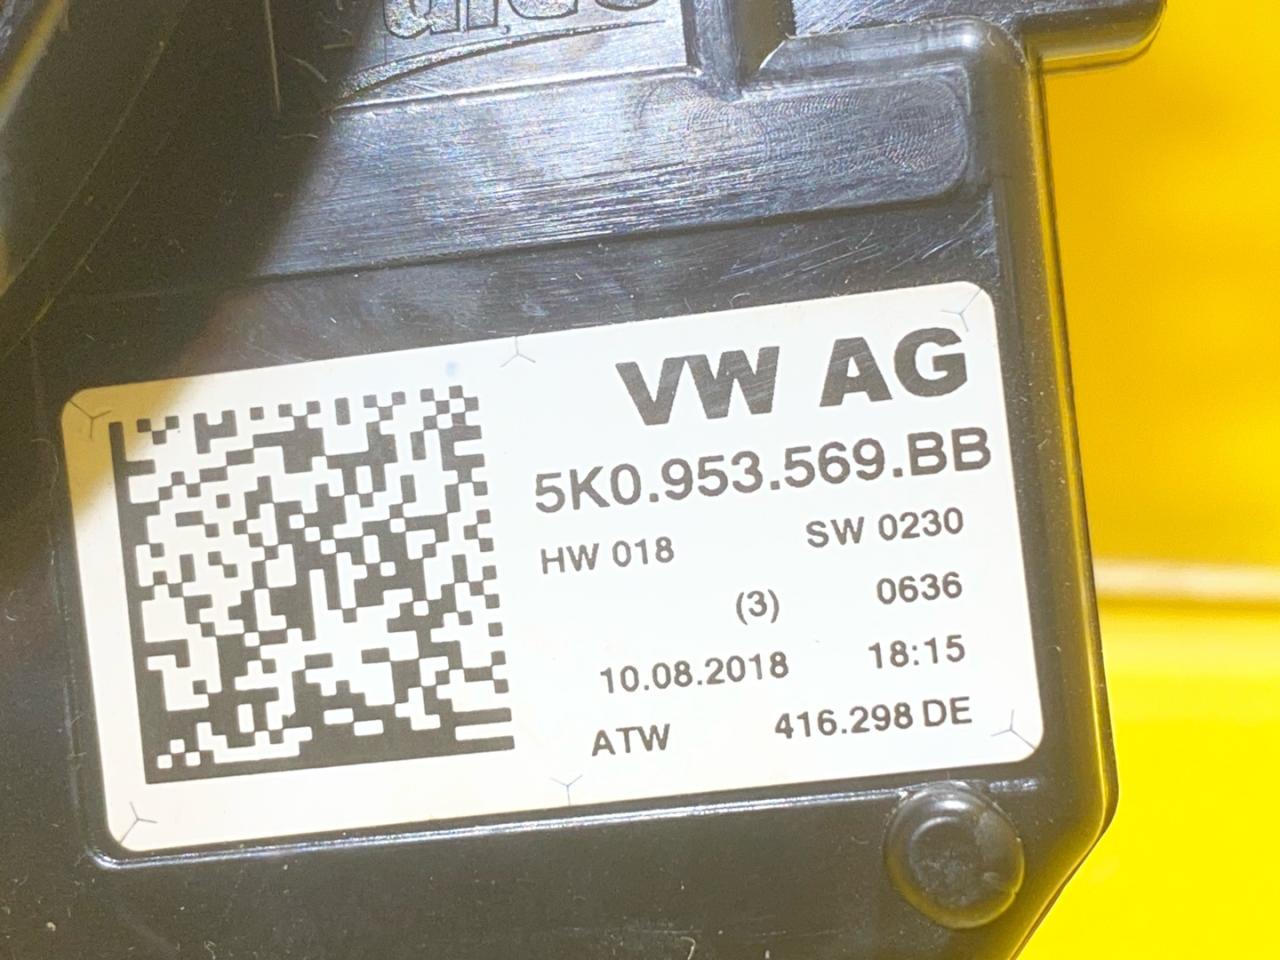 VW AG
5K0.953.569.BB
HW 018 SW 0230
(3) 0636
10.08.2018 18:15
ATW 416.298 DE